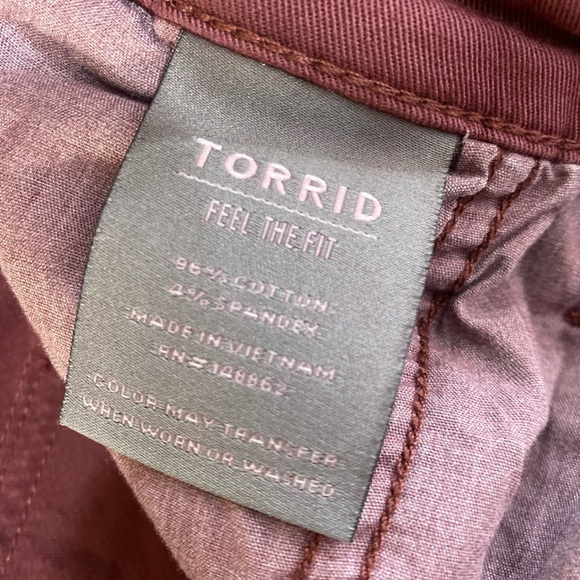 TORRID
FEEL THE FIT
96% COTTON
4% SPANDEX
MADE IN VIETNAM
RN# 148862
COLOR MAY TRANSFER
WHEN WORN OR WASHED